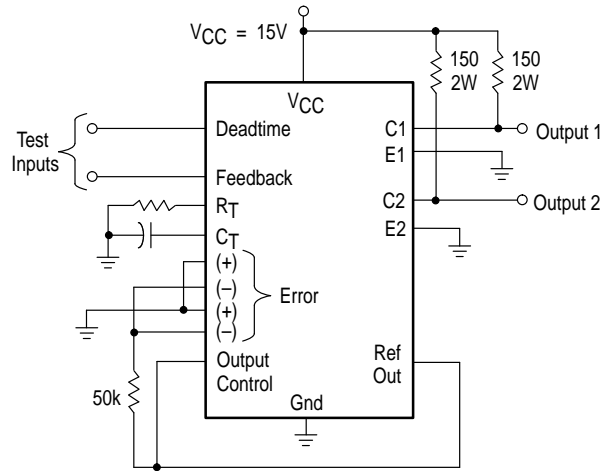 VCC = 15V
150
2W
150
2W
VCC
Test
Inputs
Deadtime
Feedback
RT
CT
(+)
(–)
(+)
(–)
Error
Output
Control
50k
C1
E1
C2
E2
Output 1
Output 2
Ref
Out
Gnd